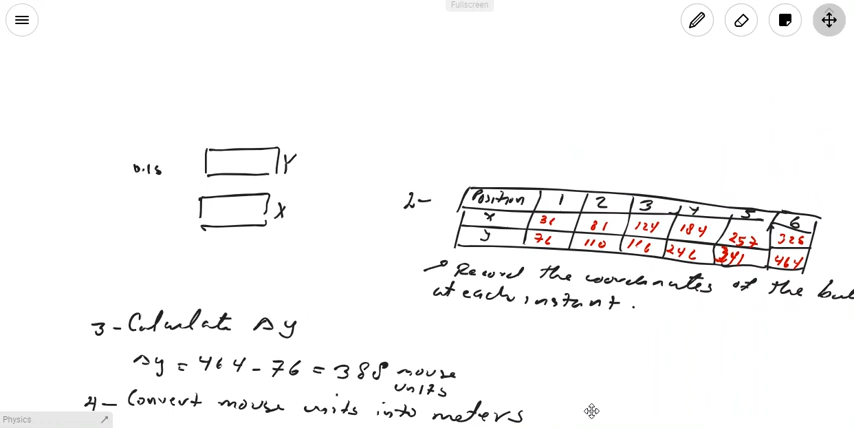 Fullscreen
0.1s Y
X
2- Position 1 2 3 4 5 6
x 31 81 124 184 257 326
y 76 110 116 246 341 464
Record the coordinates of the
at each instant.
3- Calculate Δy
Δy = 464 - 76 = 388 mouse
units
4- Convert mouse units into meters
Physics